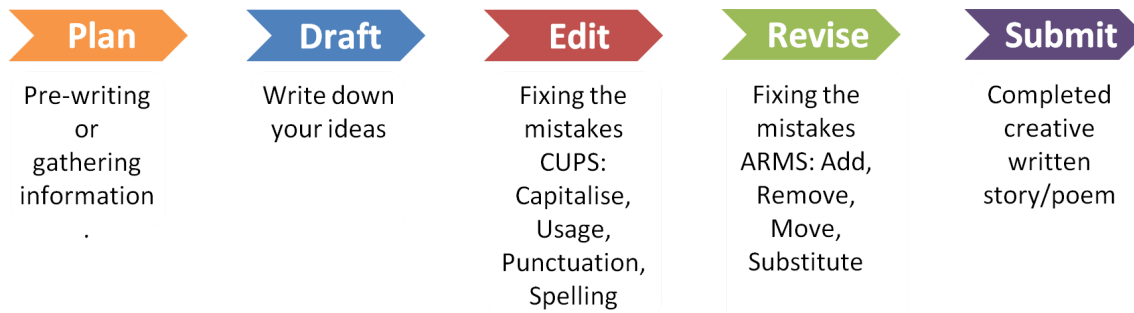 Plan
Pre-writing
or
gathering
information
.
Draft
Write down
your ideas
Edit
Fixing the
mistakes
CUPS:
Capitalise,
Usage,
Punctuation,
Spelling
Revise
Fixing the
mistakes
ARMS: Add,
Remove,
Move,
Substitute
Submit
Completed
creative
written
story/poem